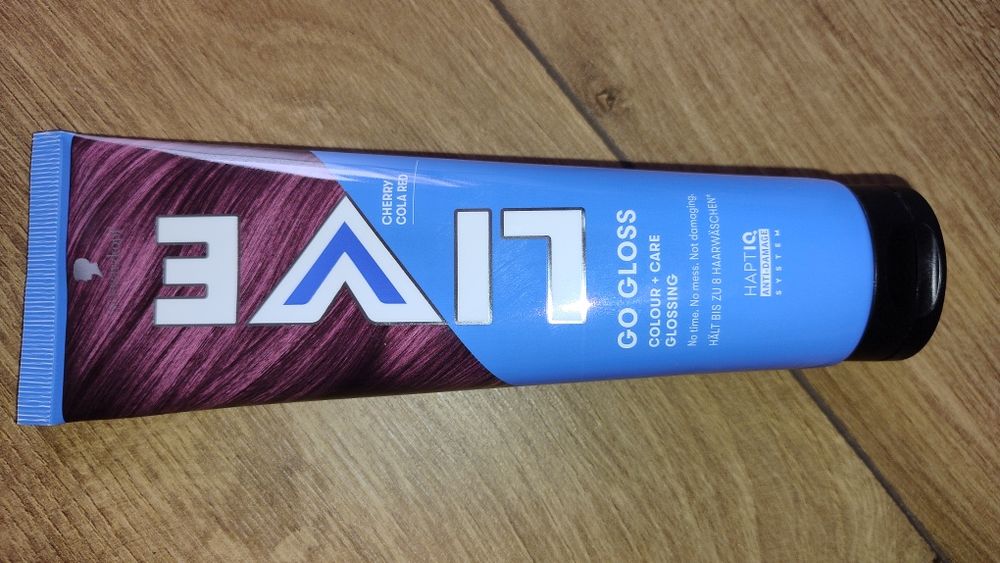 LIVE
CHERRY
COLA RED
GO GLOSS
COLOUR + CARE
GLOSSING
No time. No mess. Not damaging.
HÄLT BIS ZU 8 HAARWÄSCHEN*
HAPTIQ
ANTI-DAMAGE
SYSTEM